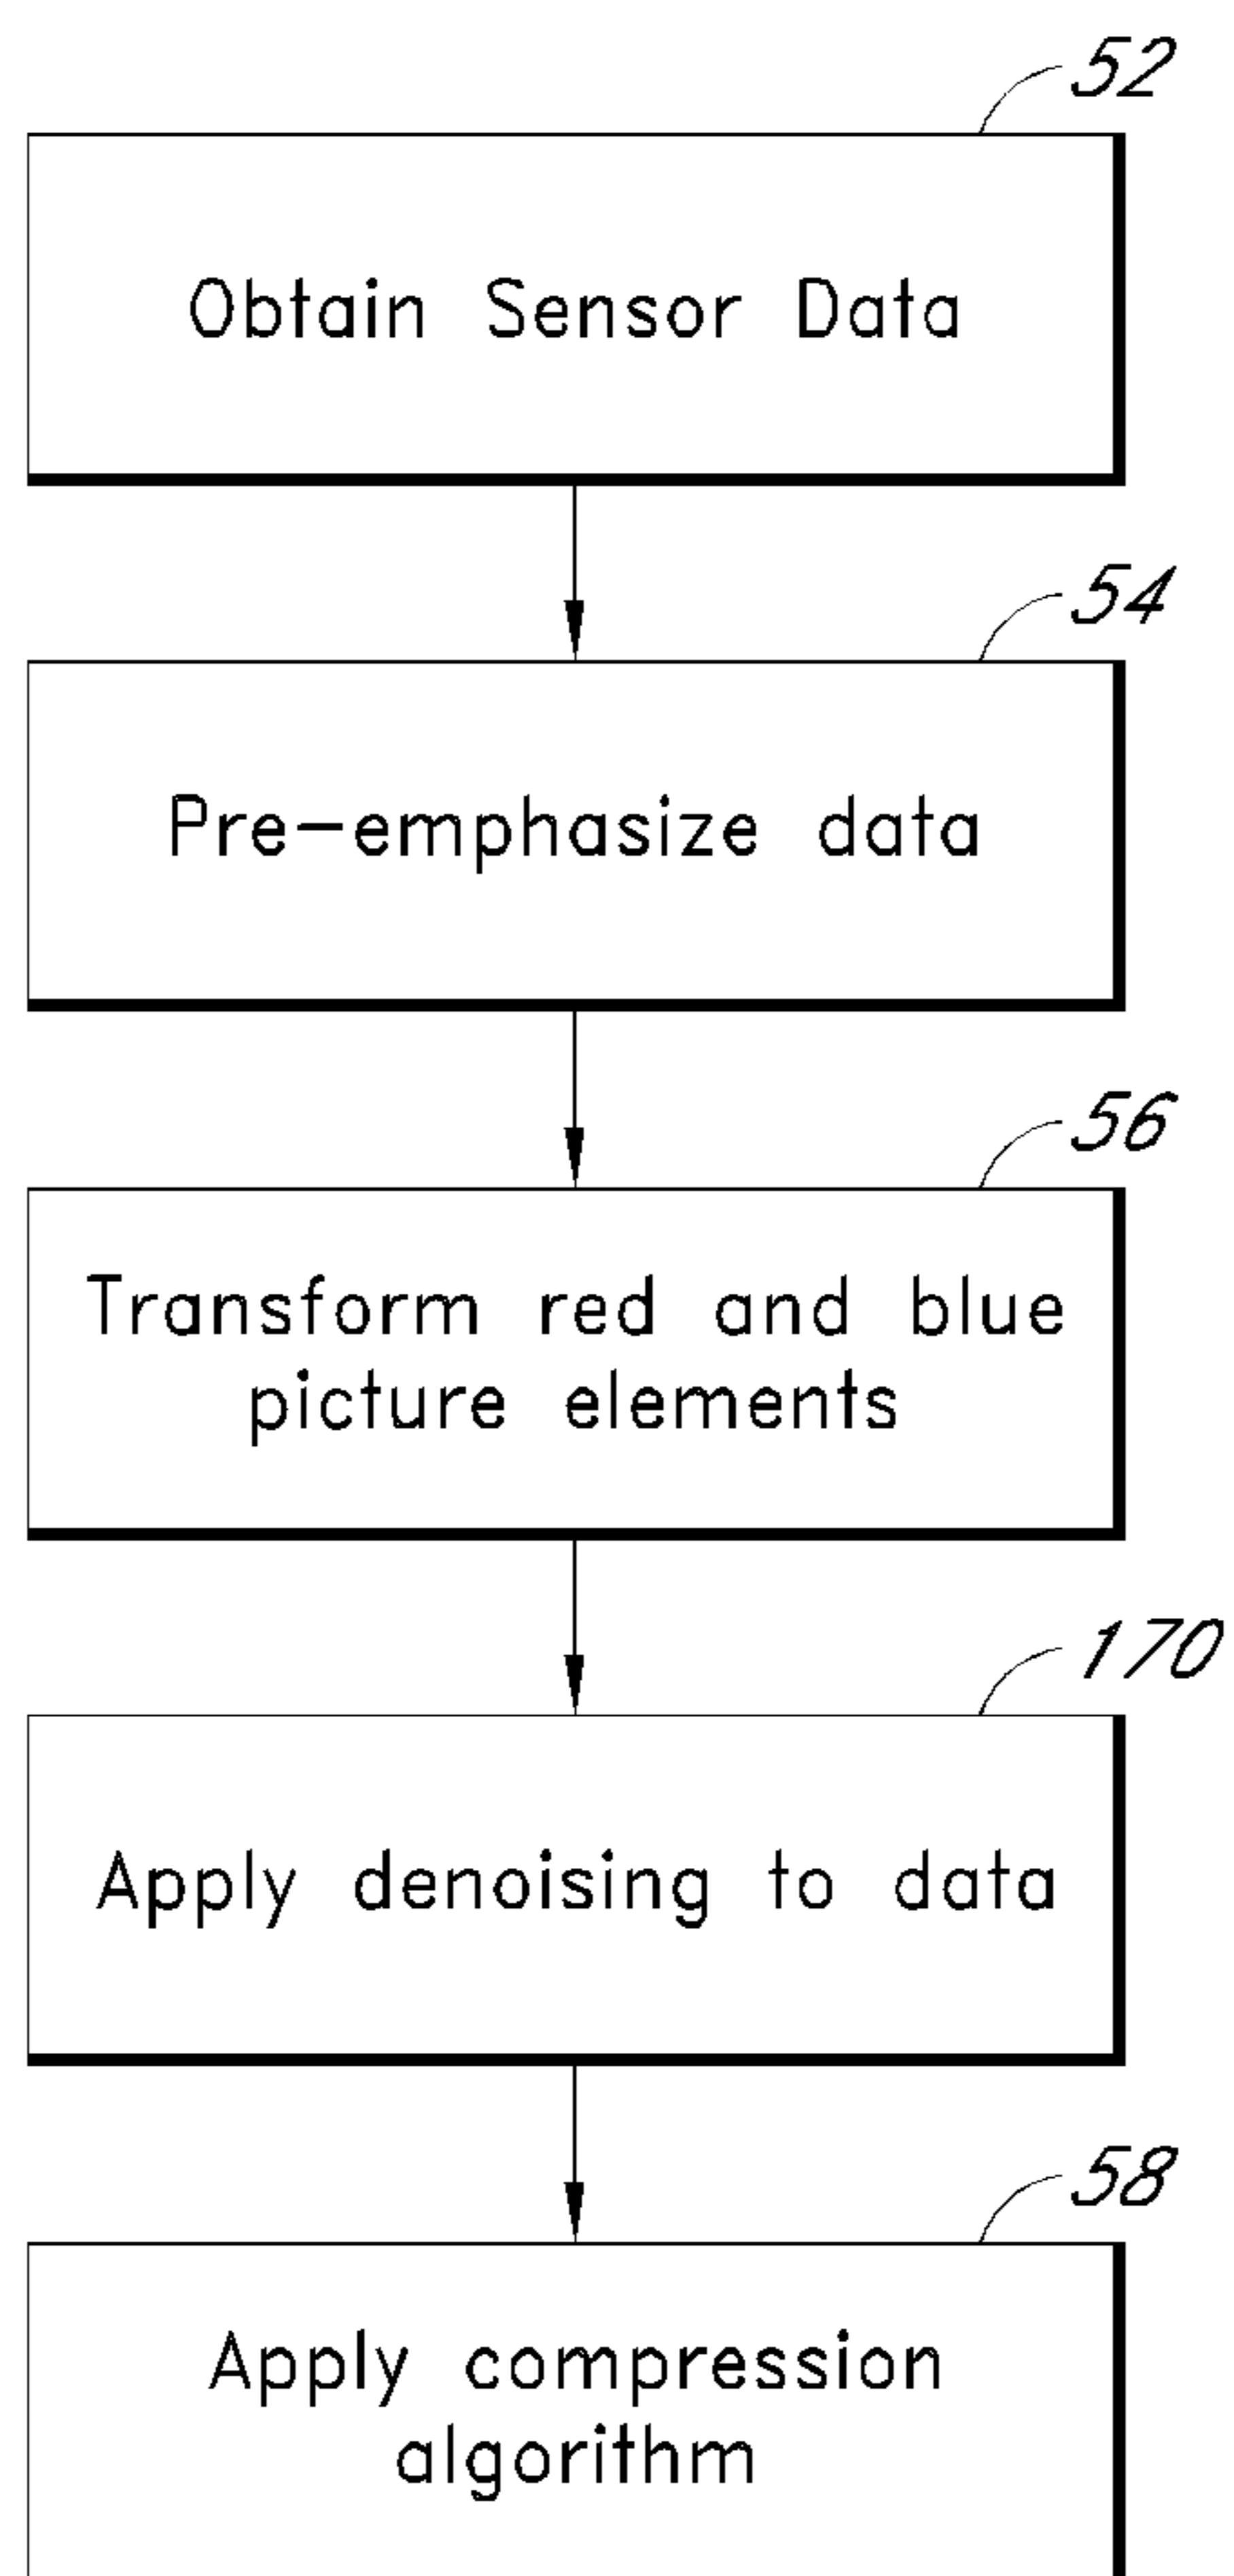 52
Obtain Sensor Data
54
Pre-emphasize data
56
Transform red and blue
picture elements
170
Apply denoising to data
58
Apply compression
algorithm